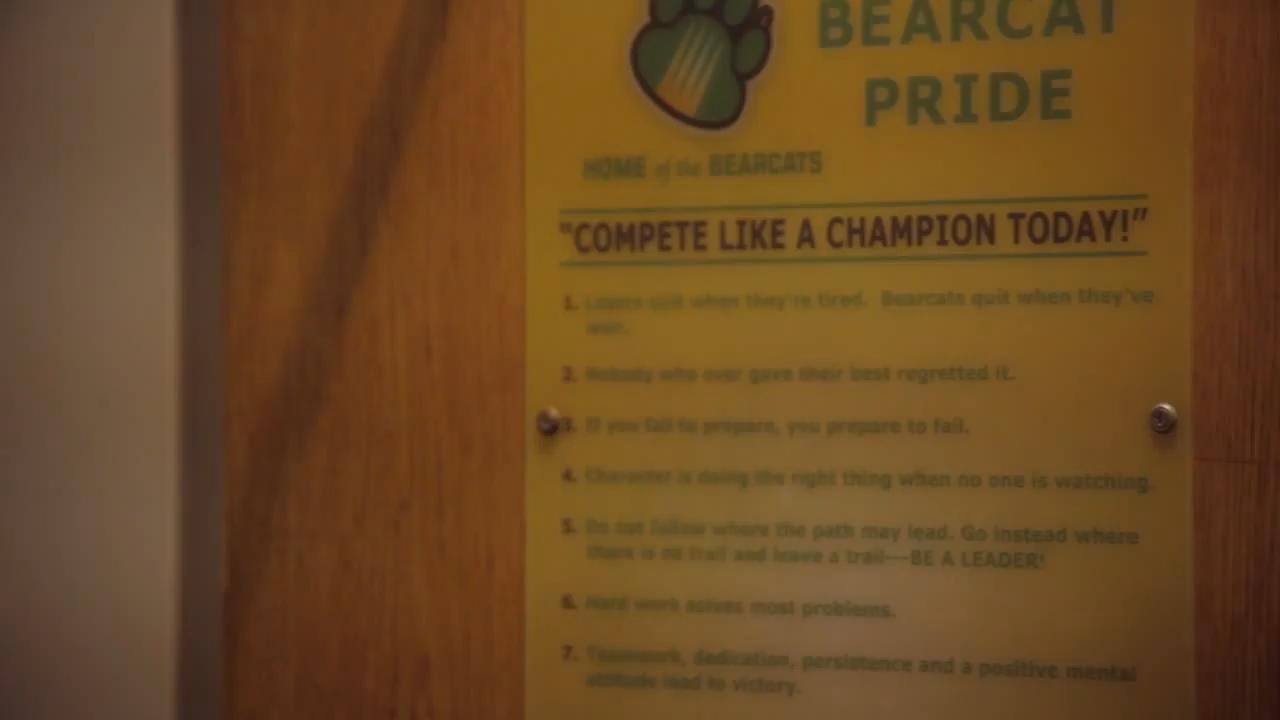 BEARCAT
PRIDE
HOME of the BEARCATS
"COMPETE LIKE A CHAMPION TODAY!"
1. Losers quit when they're tired. Bearcats quit when they've
won.
2. Nobody who ever gave their best regretted it.
3. If you fail to prepare, you prepare to fail.
4. Character is doing the right thing when no one is watching.
5. Do not follow where the path may lead. Go instead where
there is no trail and leave a trail—BE A LEADER!
6. Hard work solves most problems.
7. Teamwork, dedication, persistence and a positive mental
attitude lead to victory.